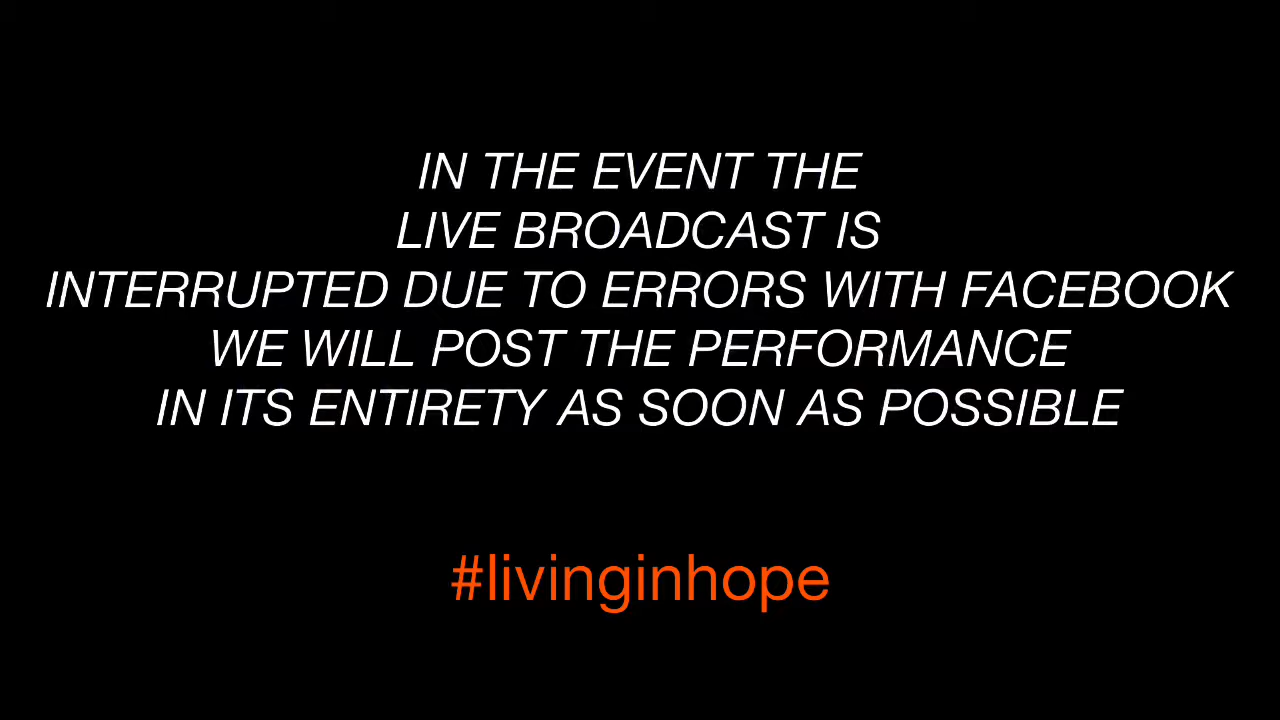 IN THE EVENT THE
LIVE BROADCAST IS
INTERRUPTED DUE TO ERRORS WITH FACEBOOK
WE WILL POST THE PERFORMANCE
IN ITS ENTIRETY AS SOON AS POSSIBLE
#livinginhope